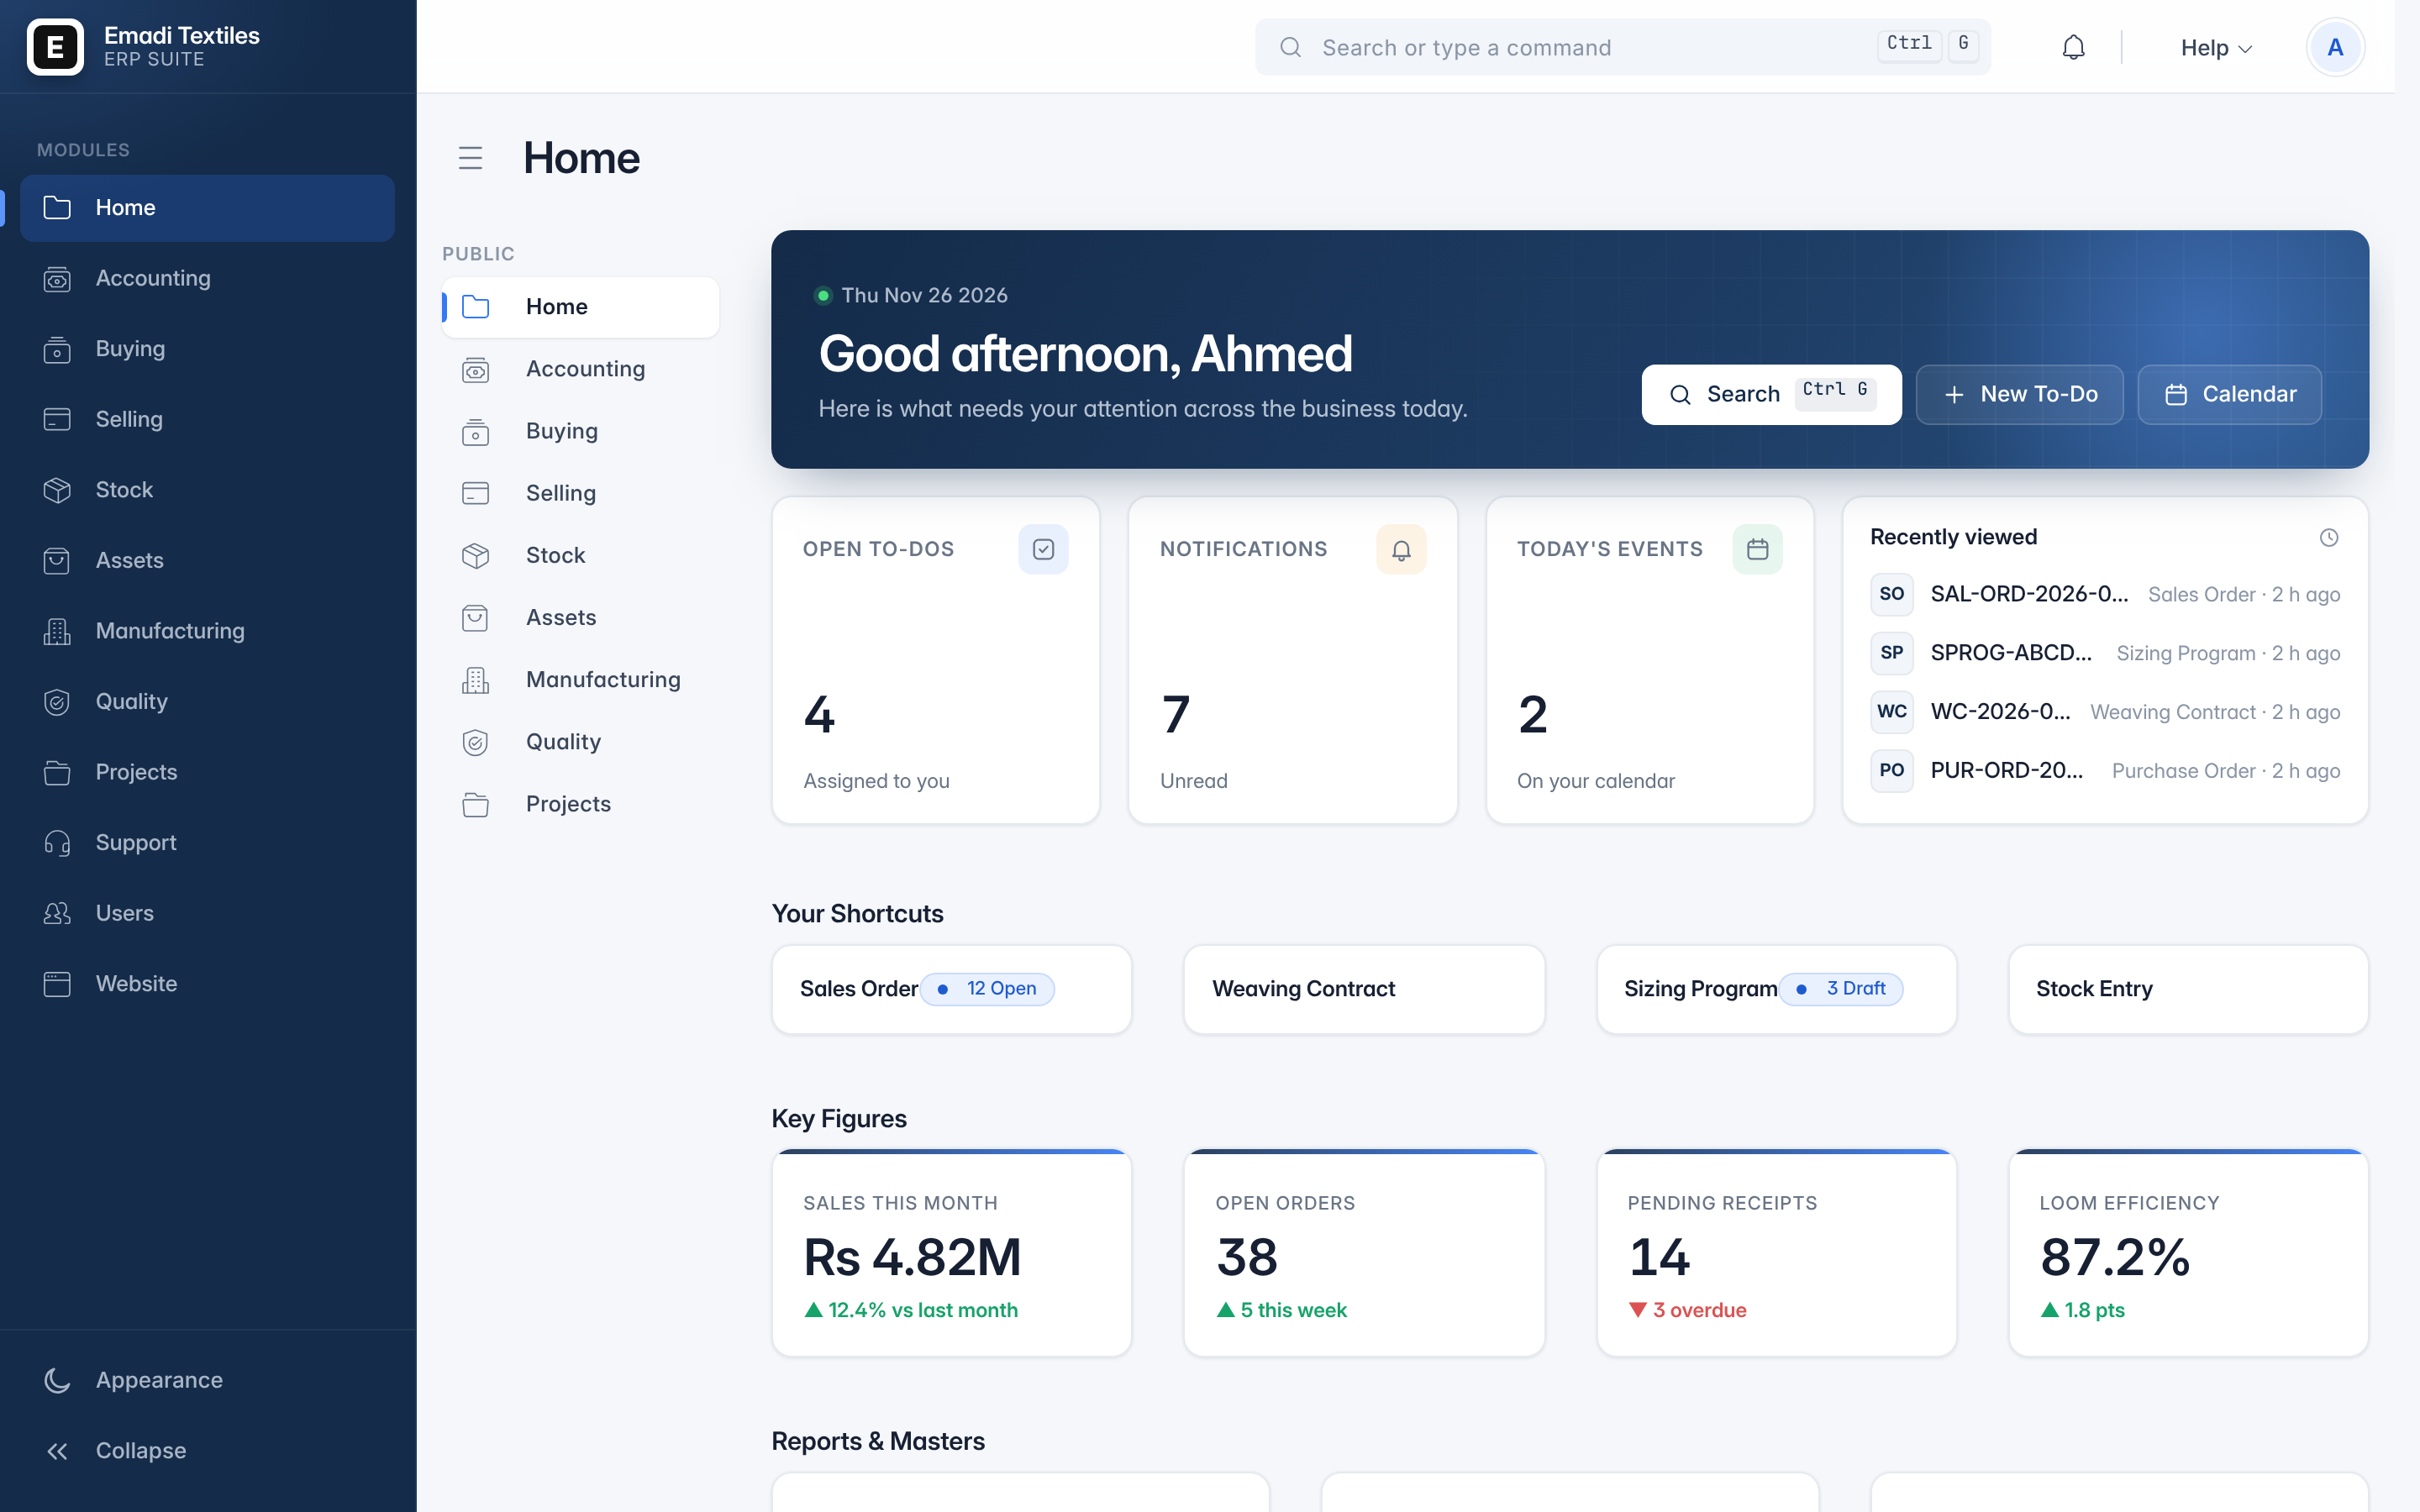 E
Emadi Textiles
ERP SUITE
Search or type a command
Ctrl G
Help
A
MODULES
Home
Accounting
Buying
Selling
Stock
Assets
Manufacturing
Quality
Projects
Support
Users
Website
Appearance
Collapse
Home
PUBLIC
Home
Accounting
Buying
Selling
Stock
Assets
Manufacturing
Quality
Projects
Thu Nov 26 2026
Good afternoon, Ahmed
Here is what needs your attention across the business today.
Search Ctrl G
New To-Do
Calendar
OPEN TO-DOS
4
Assigned to you
NOTIFICATIONS
7
Unread
TODAY'S EVENTS
2
On your calendar
Recently viewed
SO SAL-ORD-2026-0... Sales Order · 2 h ago
SP SPROG-ABCD... Sizing Program · 2 h ago
WC WC-2026-0... Weaving Contract · 2 h ago
PO PUR-ORD-20... Purchase Order · 2 h ago
Your Shortcuts
Sales Order 12 Open
Weaving Contract
Sizing Program 3 Draft
Stock Entry
Key Figures
SALES THIS MONTH
Rs 4.82M
▲ 12.4% vs last month
OPEN ORDERS
38
▲ 5 this week
PENDING RECEIPTS
14
▼ 3 overdue
LOOM EFFICIENCY
87.2%
▲ 1.8 pts
Reports & Masters